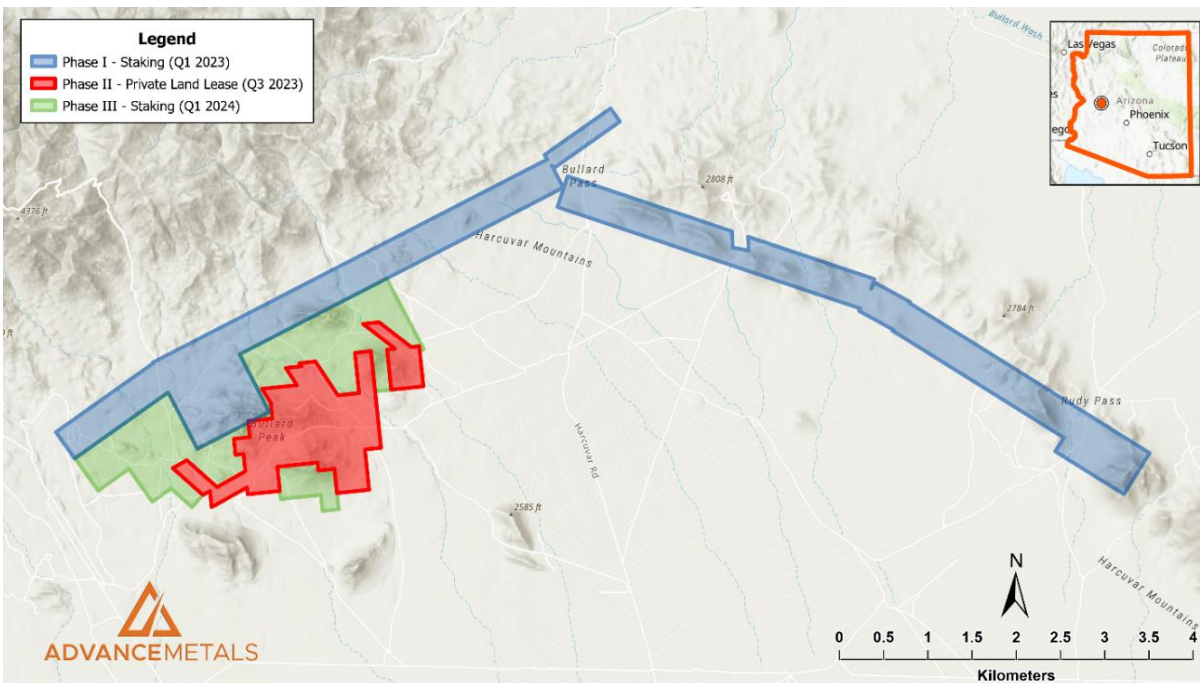 Legend
Phase I - Staking (Q1 2023)
Phase II - Private Land Lease (Q3 2023)
Phase III - Staking (Q1 2024)
Bullard Wash
Las Vegas
Colorado
Plateau
Arizona
Phoenix
Tucson
es
ego
4376 ft
Bullard
Pass
2808 ft
Harcuvar Mountains
2784 ft
ft
Rudy Pass
Bullard
Peak
Harcuvar Rd
2585 ft
Harcuvar Mountains
N
ADVANCEMETALS
0 0.5 1 1.5 2 2.5 3 3.5 4
Kilometers